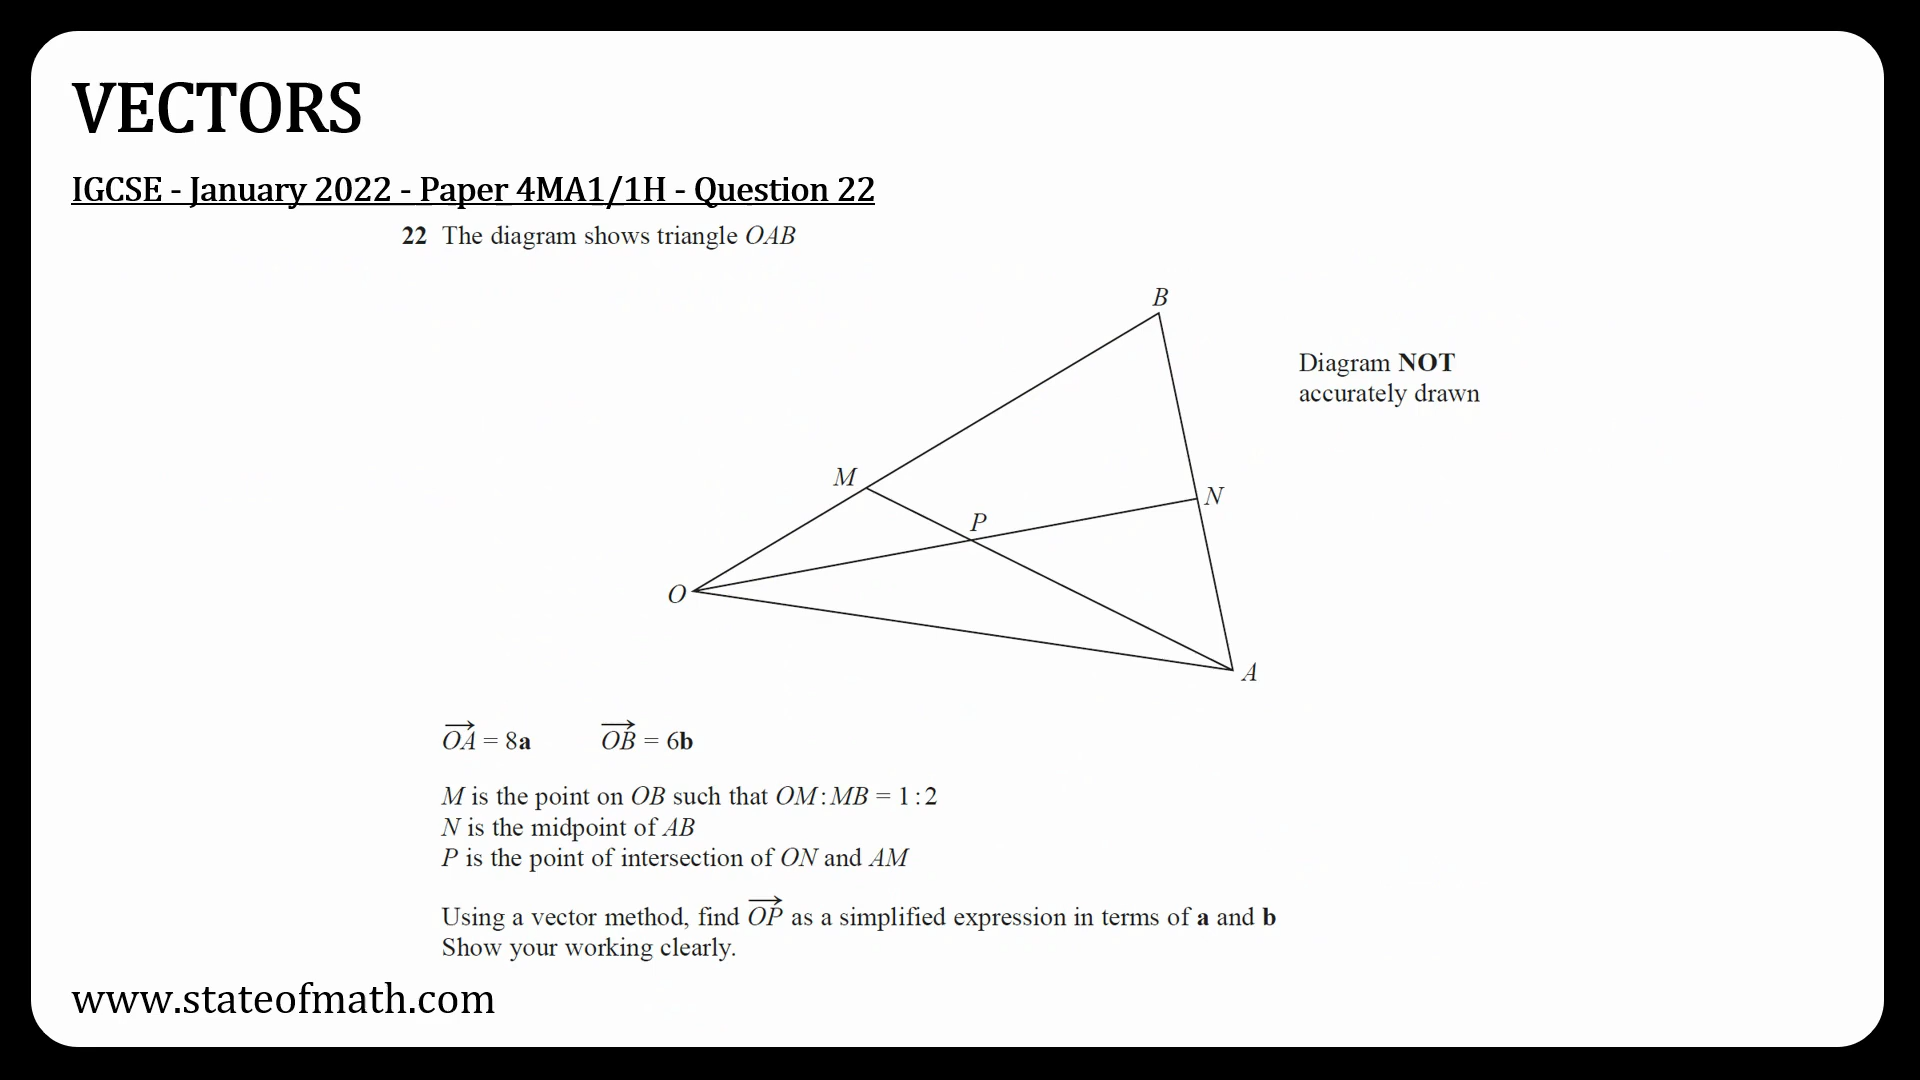 VECTORS
IGCSE - January 2022 - Paper 4MA1/1H - Question 22
22 The diagram shows triangle OAB
B
Diagram NOT
accurately drawn
M
N
P
O
A
OA = 8a OB = 6b
M is the point on OB such that OM : MB = 1 : 2
N is the midpoint of AB
P is the point of intersection of ON and AM
Using a vector method, find OP as a simplified expression in terms of a and b
Show your working clearly.
www.stateofmath.com